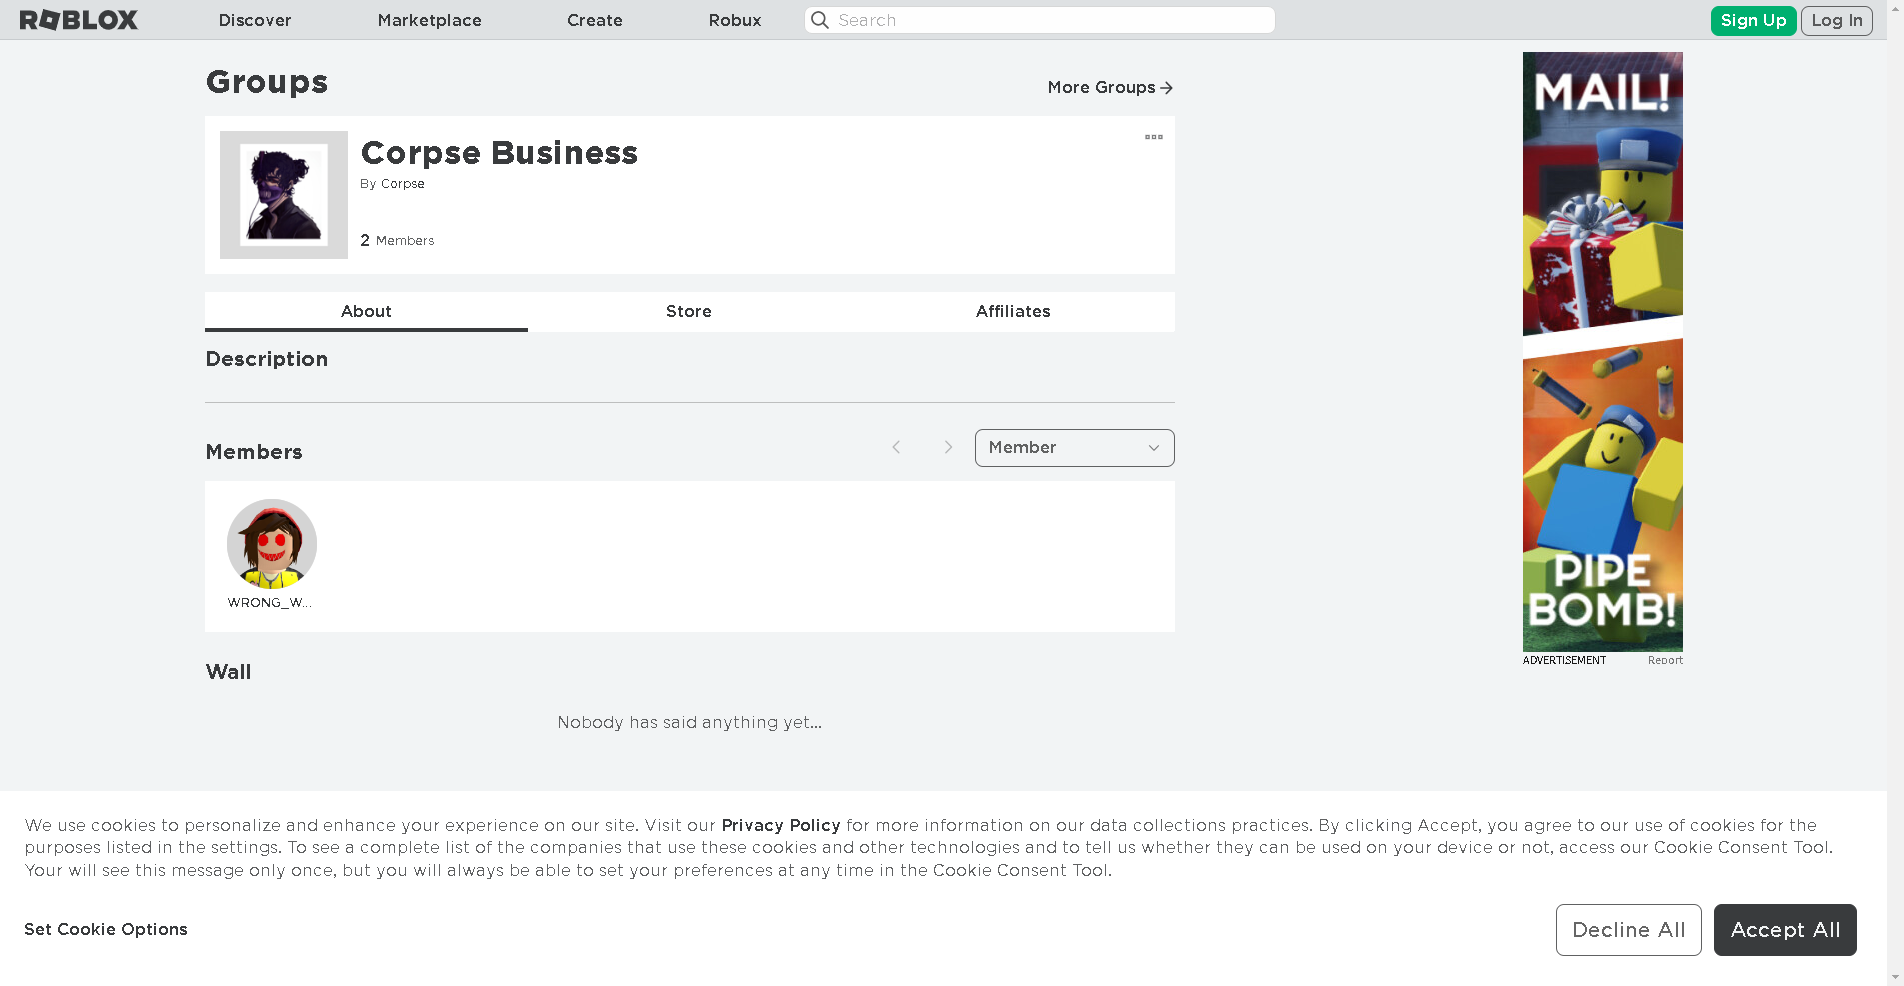 ROBLOX
Discover
Marketplace
Create
Robux
Search
Sign Up
Log In
Groups
More Groups
Corpse Business
By Corpse
2 Members
About
Store
Affiliates
Description
Members
Member
WRONG_W...
Wall
Nobody has said anything yet...
MAIL!
PIPE
BOMB!
ADVERTISEMENT
Report
We use cookies to personalize and enhance your experience on our site. Visit our Privacy Policy for more information on our data collections practices. By clicking Accept, you agree to our use of cookies for the
purposes listed in the settings. To see a complete list of the companies that use these cookies and other technologies and to tell us whether they can be used on your device or not, access our Cookie Consent Tool.
Your will see this message only once, but you will always be able to set your preferences at any time in the Cookie Consent Tool.
Set Cookie Options
Decline All
Accept All